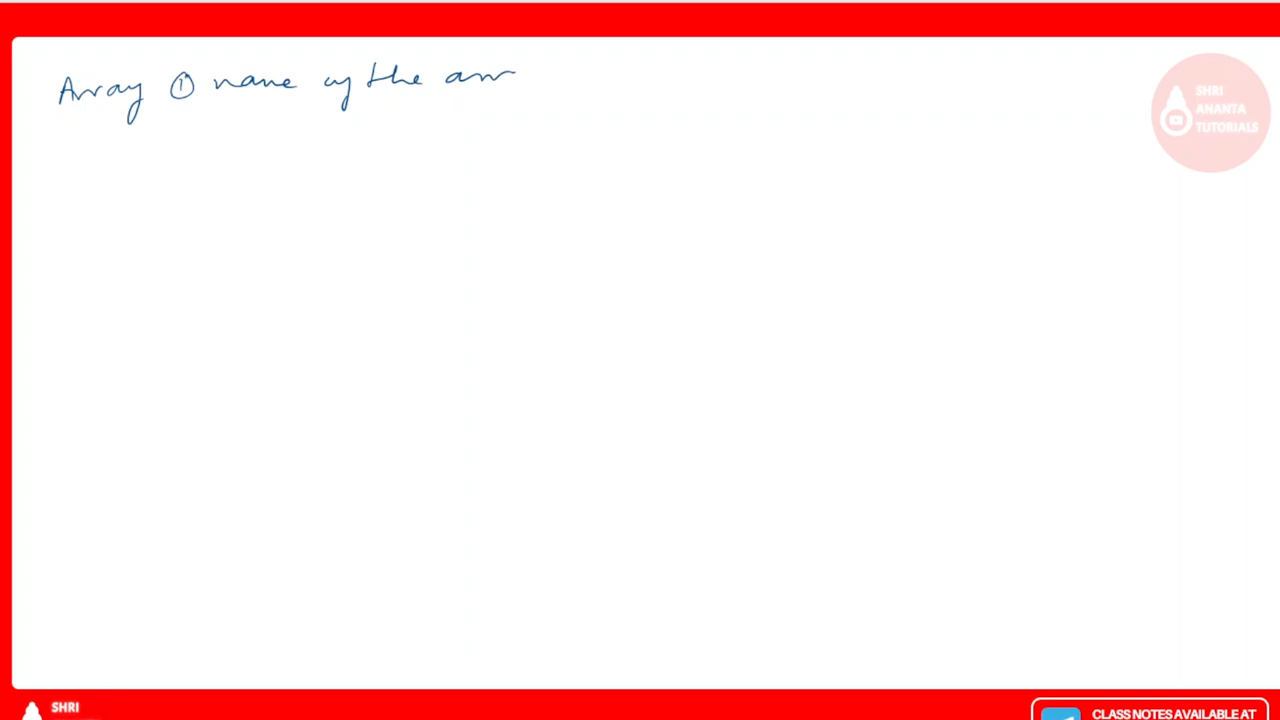 Array ① name of the arr
SHRI
ANANTA
TUTORIALS
SHRI
CLASS NOTES AVAILABLE AT